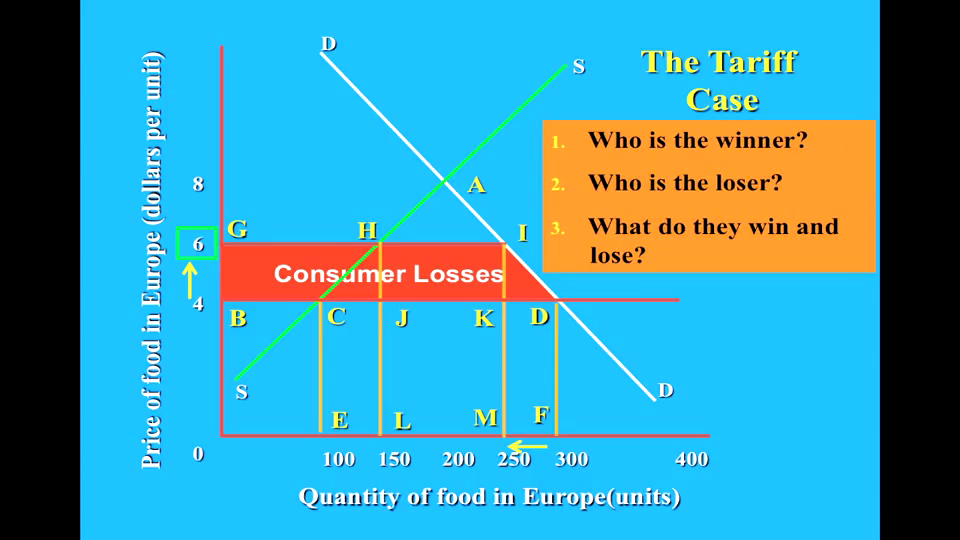 The Tariff
Case
1. Who is the winner?
2. Who is the loser?
3. What do they win and
lose?
Price of food in Europe (dollars per unit)
D
S
8
A
G
H
I
6
Consumer Losses
4
B
C
J
K
D
S
D
E
L
M
F
0
100 150 200 250 300 400
Quantity of food in Europe(units)